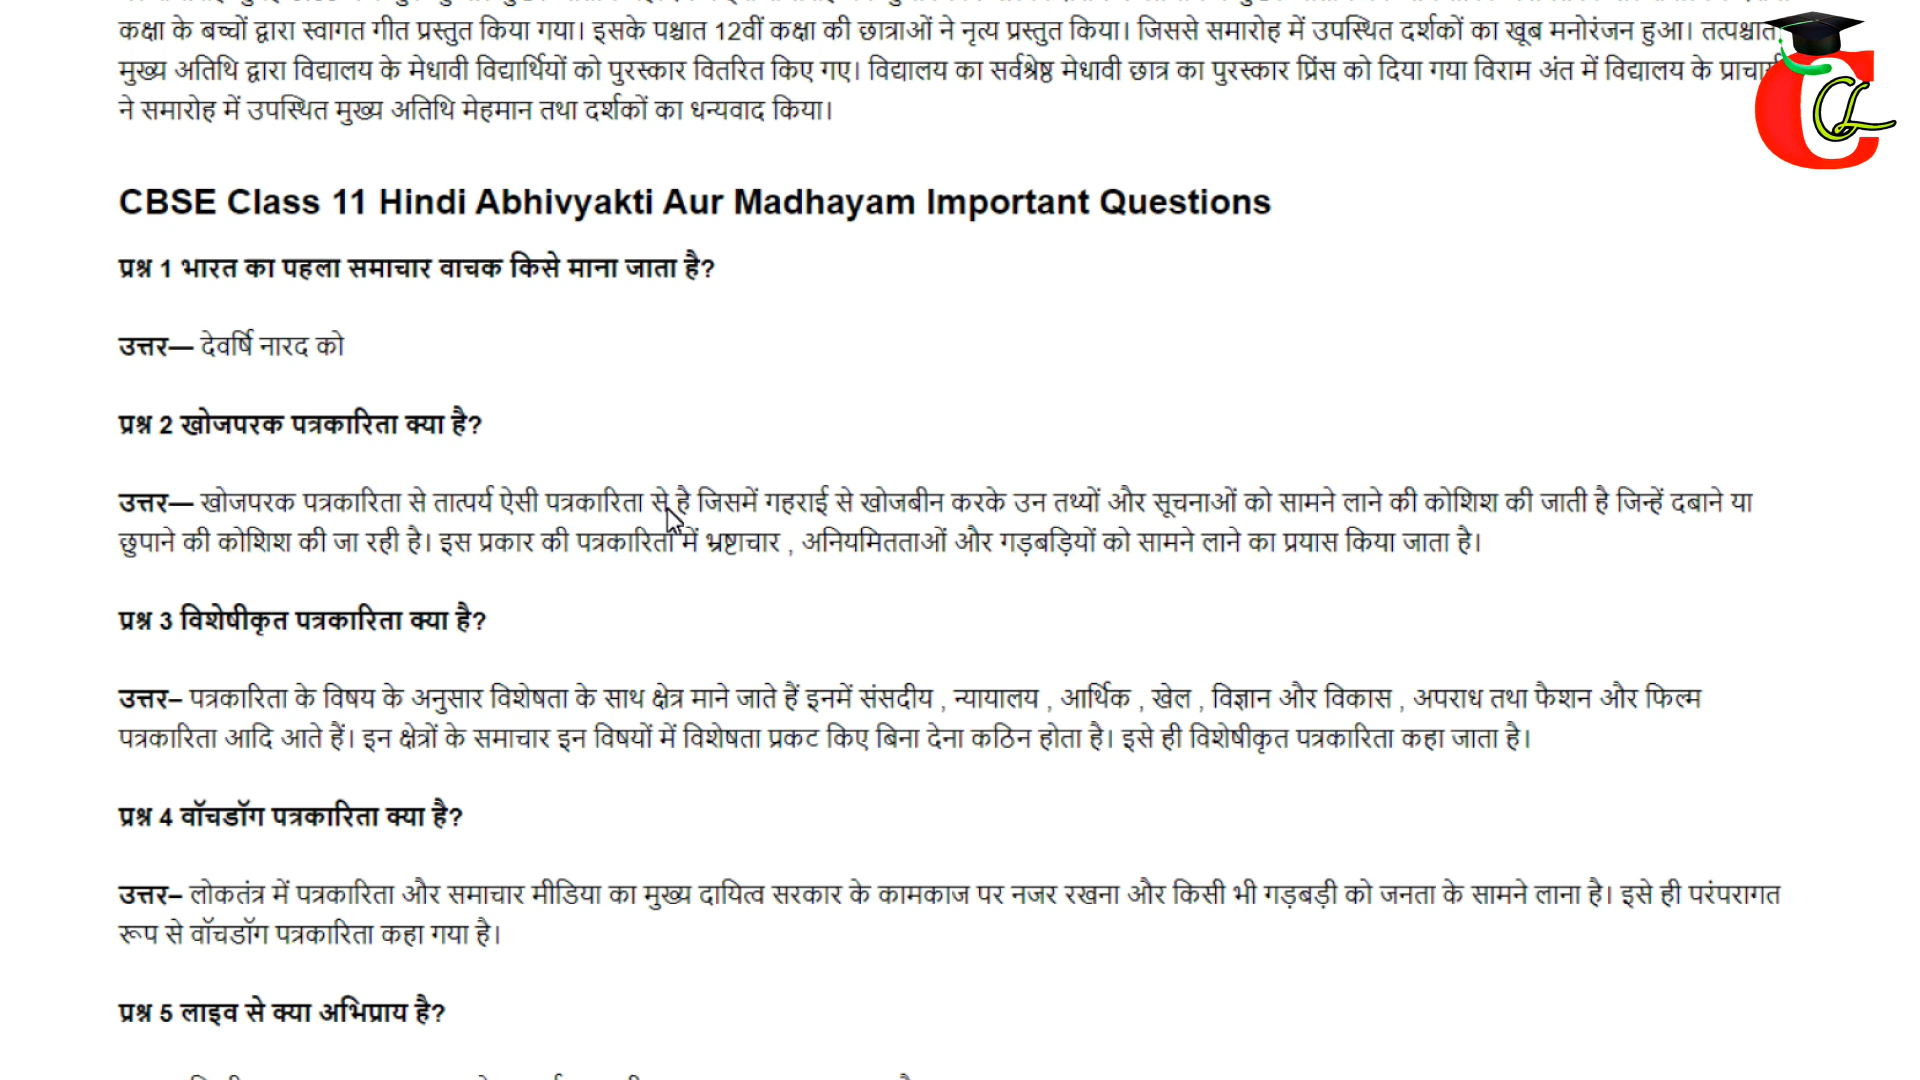 कक्षा के बच्चों द्वारा स्वागत गीत प्रस्तुत किया गया। इसके पश्चात 12वीं कक्षा की छात्राओं ने नृत्य प्रस्तुत किया। जिससे समारोह में उपस्थित दर्शकों का खूब मनोरंजन हुआ। तत्पश्चात
मुख्य अतिथि द्वारा विद्यालय के मेधावी विद्यार्थियों को पुरस्कार वितरित किए गए। विद्यालय का सर्वश्रेष्ठ मेधावी छात्र का पुरस्कार प्रिंस को दिया गया विराम अंत में विद्यालय के
ने समारोह में उपस्थित मुख्य अतिथि मेहमान तथा दर्शकों का धन्यवाद किया।
CBSE Class 11 Hindi Abhivyakti Aur Madhayam Important Questions
प्रश्न 1 भारत का पहला समाचार वाचक किसे माना जाता है?
उत्तर— देवर्षि नारद को
प्रश्न 2 खोजपरक पत्रकारिता क्या है?
उत्तर— खोजपरक पत्रकारिता से तात्पर्य ऐसी पत्रकारिता से है जिसमें गहराई से खोजबीन करके उन तथ्यों और सूचनाओं को सामने लाने की कोशिश की जाती है जिन्हें दबाने या
छुपाने की कोशिश की जा रही है। इस प्रकार की पत्रकारिता में भ्रष्टाचार , अनियमितताओं और गड़बड़ियों को सामने लाने का प्रयास किया जाता है।
प्रश्न 3 विशेषीकृत पत्रकारिता क्या है?
उत्तर– पत्रकारिता के विषय के अनुसार विशेषता के साथ क्षेत्र माने जाते हैं इनमें संसदीय , न्यायालय , आर्थिक , खेल , विज्ञान और विकास , अपराध तथा फैशन और फिल्म
पत्रकारिता आदि आते हैं। इन क्षेत्रों के समाचार इन विषयों में विशेषता प्रकट किए बिना देना कठिन होता है। इसे ही विशेषीकृत पत्रकारिता कहा जाता है।
प्रश्न 4 वॉचडॉग पत्रकारिता क्या है?
उत्तर– लोकतंत्र में पत्रकारिता और समाचार मीडिया का मुख्य दायित्व सरकार के कामकाज पर नजर रखना और किसी भी गड़बड़ी को जनता के सामने लाना है। इसे ही परंपरागत
रूप से वॉचडॉग पत्रकारिता कहा गया है।
प्रश्न 5 लाइव से क्या अभिप्राय है?